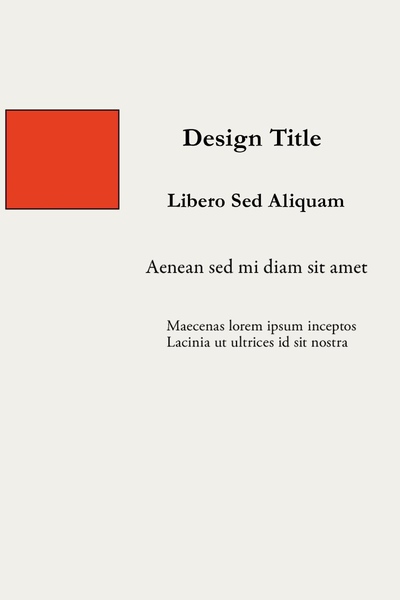 Design Title
Libero Sed Aliquam
Aenean sed mi diam sit amet
Maecenas lorem ipsum inceptos
Lacinia ut ultrices id sit nostra